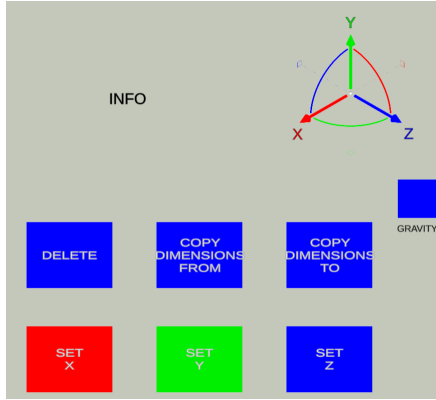 Y
INFO
X
Z
GRAVITY
DELETE
COPY
DIMENSIONS
FROM
COPY
DIMENSIONS
TO
SET
X
SET
Y
SET
Z